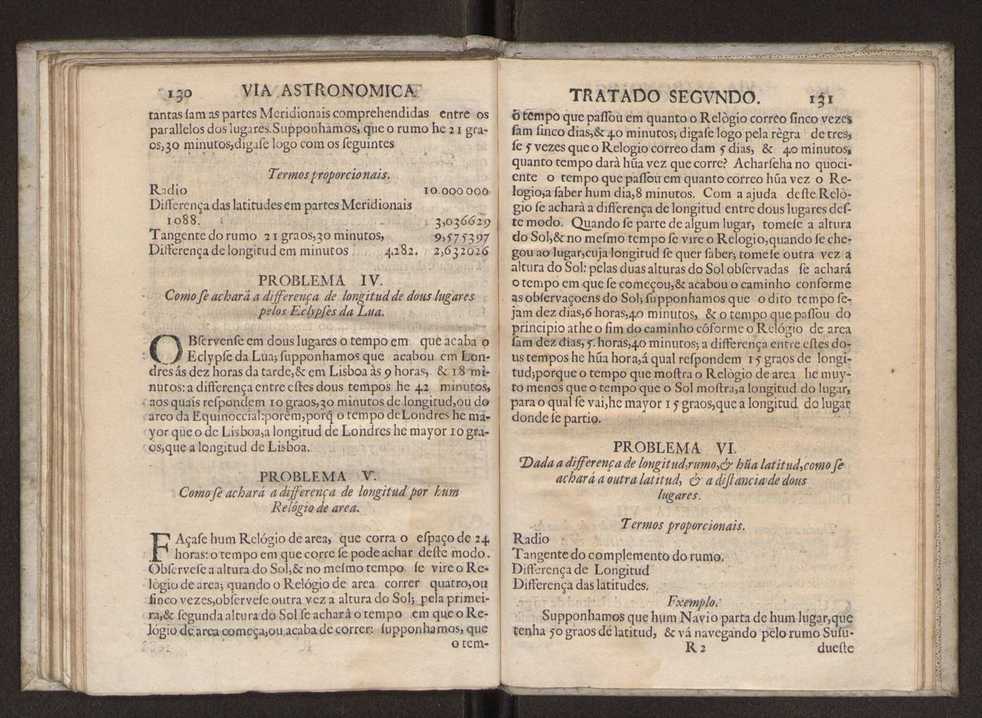 130 VIA ASTRONOMICA
tantas sam as partes Meridionais comprehendidas entre os
parallelos dos lugares. Supponhamos, que o rumo he 21 gra-
os,30 minutos,digase logo com os seguintes
Termos proporcionais.
Radio 10.000000
Differença das latitudes em partes Meridionais
1088. 3,036629
Tangente do rumo 21 graos,30 minutos, 9,575397
Differença de longitud em minutos 4,282. 2,632026
PROBLEMA IV.
Como se achará a differença de longitud de dous lugares
pelos Eclypses da Lua.
OBservense em dous lugares o tempo em que acaba o
Eclypse da Lua; supponhamos que acabou em Lon-
dres ás dez horas da tarde,& em Lisboa ás 9 horas, & 18 mi-
nutos: a differença entre estes dous tempos he 42 minutos,
aos quais respondem 10 graos,30 minutos de longitud,ou do
arco da Equinoccial: porèm,porq̃ o tempo de Londres he ma-
yor que o de Lisboa,a longitud de Londres he mayor 10 gra-
os,que a longitud de Lisboa.
PROBLEMA V.
Como se achará a differença de longitud por hum
Relógio de area.
FAçase hum Relógio de area, que corra o espaço de 24
horas: o tempo em que corre se pode achar deste modo.
Observese a altura do Sol,& no mesmo tempo se vire o Re-
lògio de area; quando o Relógio de area correr quatro,ou
sinco vezes,observese outra vez a altura do Sol; pela primei-
ra,& segunda altura do Sol se achará o tempo em que o Re-
lógio de area começa,ou acaba de correr: supponhamos, que
o tem-
TRATADO SEGVNDO. 131
o tempo que passou em quanto o Relògio correo sinco vezes
sam sinco dias,& 40 minutos; digase logo pela règra de tres,
se 5 vezes que o Relogio correo dam 5 dias, & 40 minutos,
quanto tempo darà hũa vez que corre? Acharseha no quoci-
ente o tempo que passou em quanto correo hũa vez o Re-
logio,a saber hum dia,8 minutos. Com a ajuda deste Relò-
gio se achará a differença de longitud entre dous lugares des-
te modo. Quando se parte de algum lugar, tomese a altura
do Sol,& no mesmo tempo se vire o Relogio,quando se che-
gou ao lugar,cuja longitud se quer saber, tomese outra vez a
altura do Sol: pelas duas alturas do Sol observadas se achará
o tempo em que se começou,& acabou o caminho conforme
as observaçoens do Sol; supponhamos que o dito tempo se-
jam dez dias,6 horas,40 minutos, & o tempo que passou do
principio athe o fim do caminho cõforme o Relógio de area
sam dez dias, 5. horas,40 minutos; a differença entre estes do-
us tempos he hũa hora,á qual respondem 15 graos de longi-
tud;porque o tempo que mostra o Relògio de area he muy-
to menos que o tempo que o Sol mostra,a longitud do lugar,
para o qual se vai,he mayor 15 graos,que a longitud do lugar
donde se partio.
PROBLEMA VI.
Dada a differença de longitud,rumo,& hũa latitud,como se
achará a outra latitud, & a distancia de dous
lugares.
Termos proporcionais.
Radio
Tangente do complemento do rumo.
Differença de Longitud
Differença das latitudes.
Exemplo.
Supponhamos que hum Navio parta de hum lugar,que
tenha 50 graos de latitud, & vá navegando pelo rumo Susu-
R 2 dueste